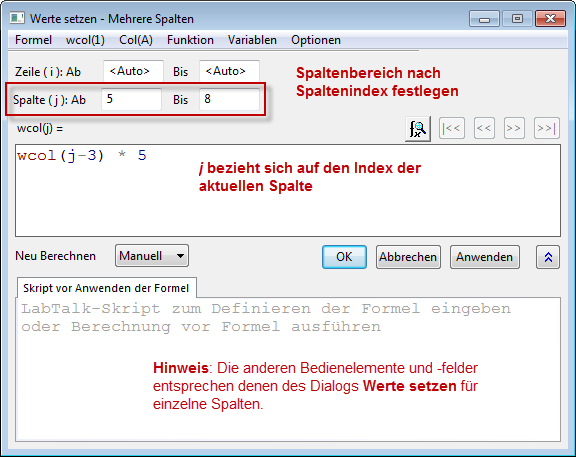 Werte setzen - Mehrere Spalten
Formel wcol(1) Col(A) Funktion Variablen Optionen
Zeile ( i ): Ab <Auto> Bis <Auto>
Spaltenbereich nach
Spaltenindex festlegen
Spalte ( j ): Ab 5 Bis 8
wcol(j) =
|<< << >> >>|
wcol(j-3) * 5
j bezieht sich auf den Index der
aktuellen Spalte
Neu Berechnen Manuell OK Abbrechen Anwenden
Skript vor Anwenden der Formel
LabTalk-Skript zum Definieren der Formel eingeben
oder Berechnung vor Formel ausführen
Hinweis: Die anderen Bedienelemente und -felder
entsprechen denen des Dialogs Werte setzen für
einzelne Spalten.